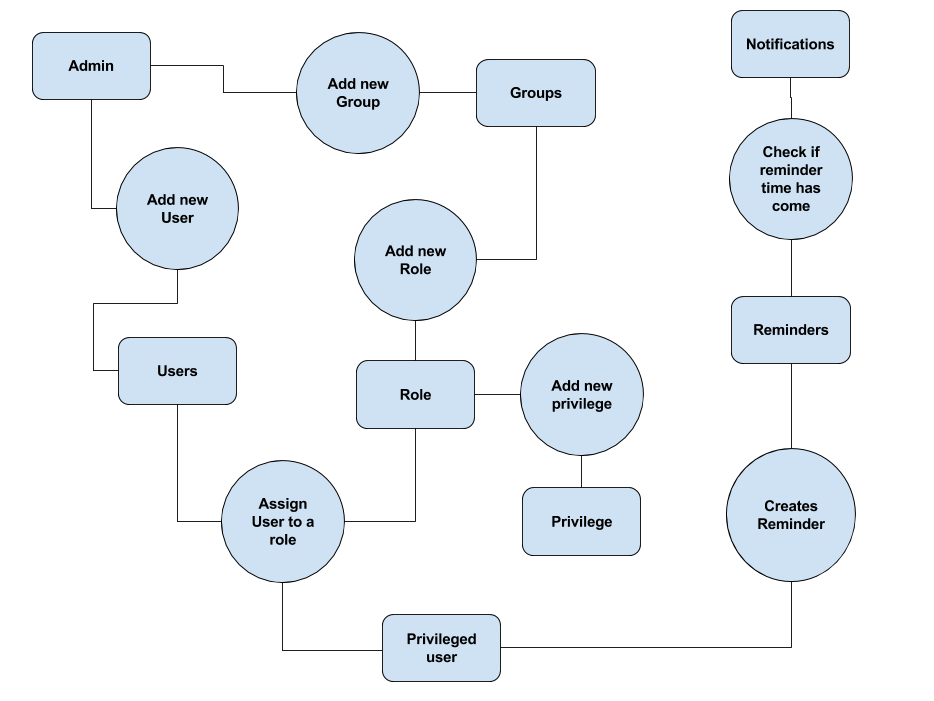 Notifications
Admin
Add new
Group
Groups
Check if
reminder
time has
come
Add new
User
Add new
Role
Reminders
Users
Role
Add new
privilege
Assign
User to a
role
Privilege
Creates
Reminder
Privileged
user